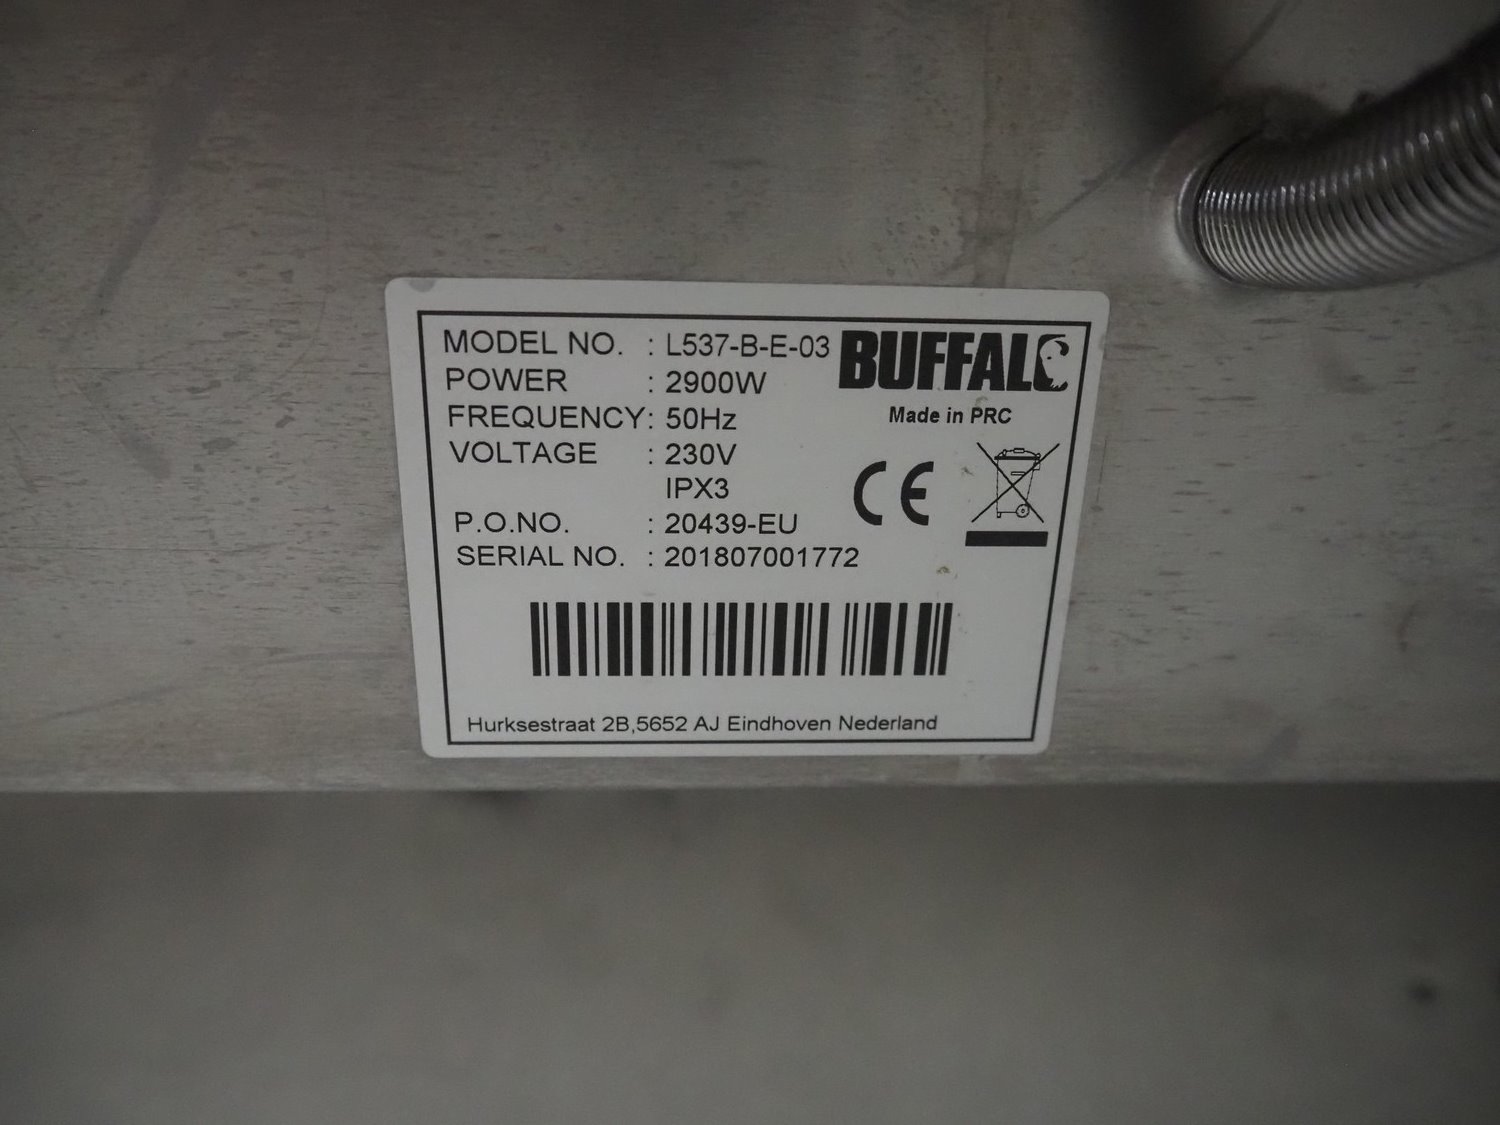 MODEL NO. : L537-B-E-03
BUFFALO
POWER : 2900W
Made in PRC
FREQUENCY: 50Hz
VOLTAGE : 230V
IPX3
CE
P.O.NO. : 20439-EU
SERIAL NO. : 201807001772
Hurksestraat 2B,5652 AJ Eindhoven Nederland